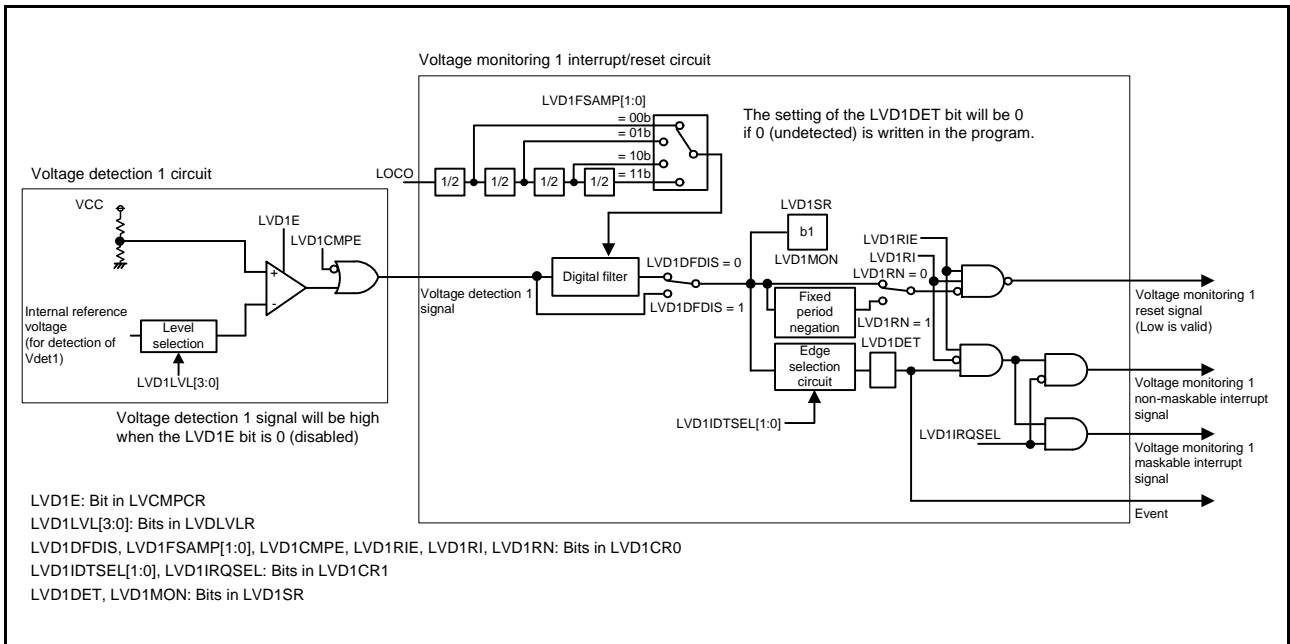 Voltage monitoring 1 interrupt/reset circuit
LVD1FSAMP[1:0]
= 00b
= 01b
= 10b
= 11b
The setting of the LVD1DET bit will be 0
if 0 (undetected) is written in the program.
LOCO
1/2
1/2
1/2
1/2
Voltage detection 1 circuit
VCC
LVD1E
LVD1CMPE
+
-
Internal reference
voltage
(for detection of
Vdet1)
Level
selection
LVD1LVL[3:0]
Voltage detection 1 signal will be high
when the LVD1E bit is 0 (disabled)
Voltage detection 1
signal
Digital filter
LVD1DFDIS = 0
LVD1DFDIS = 1
LVD1SR
b1
LVD1MON
LVD1RIE
LVD1RI
LVD1RN = 0
Fixed
period
negation
LVD1RN = 1
Edge
selection
circuit
LVD1DET
LVD1IDTSEL[1:0]
LVD1IRQSEL
Voltage monitoring 1
reset signal
(Low is valid)
Voltage monitoring 1
non-maskable interrupt
signal
Voltage monitoring 1
maskable interrupt
signal
Event
LVD1E: Bit in LVCMPCR
LVD1LVL[3:0]: Bits in LVDLVLR
LVD1DFDIS, LVD1FSAMP[1:0], LVD1CMPE, LVD1RIE, LVD1RI, LVD1RN: Bits in LVD1CR0
LVD1IDTSEL[1:0], LVD1IRQSEL: Bits in LVD1CR1
LVD1DET, LVD1MON: Bits in LVD1SR